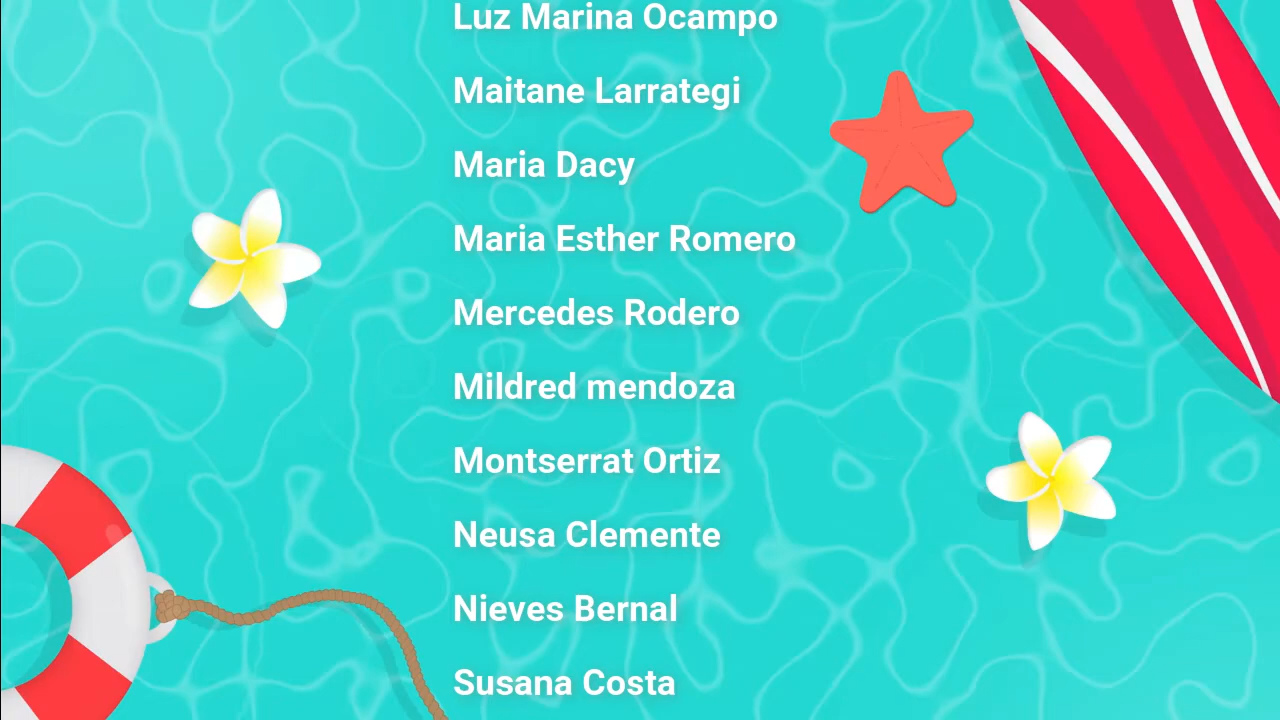 Luz Marina Ocampo
Maitane Larrategi
Maria Dacy
Maria Esther Romero
Mercedes Rodero
Mildred mendoza
Montserrat Ortiz
Neusa Clemente
Nieves Bernal
Susana Costa